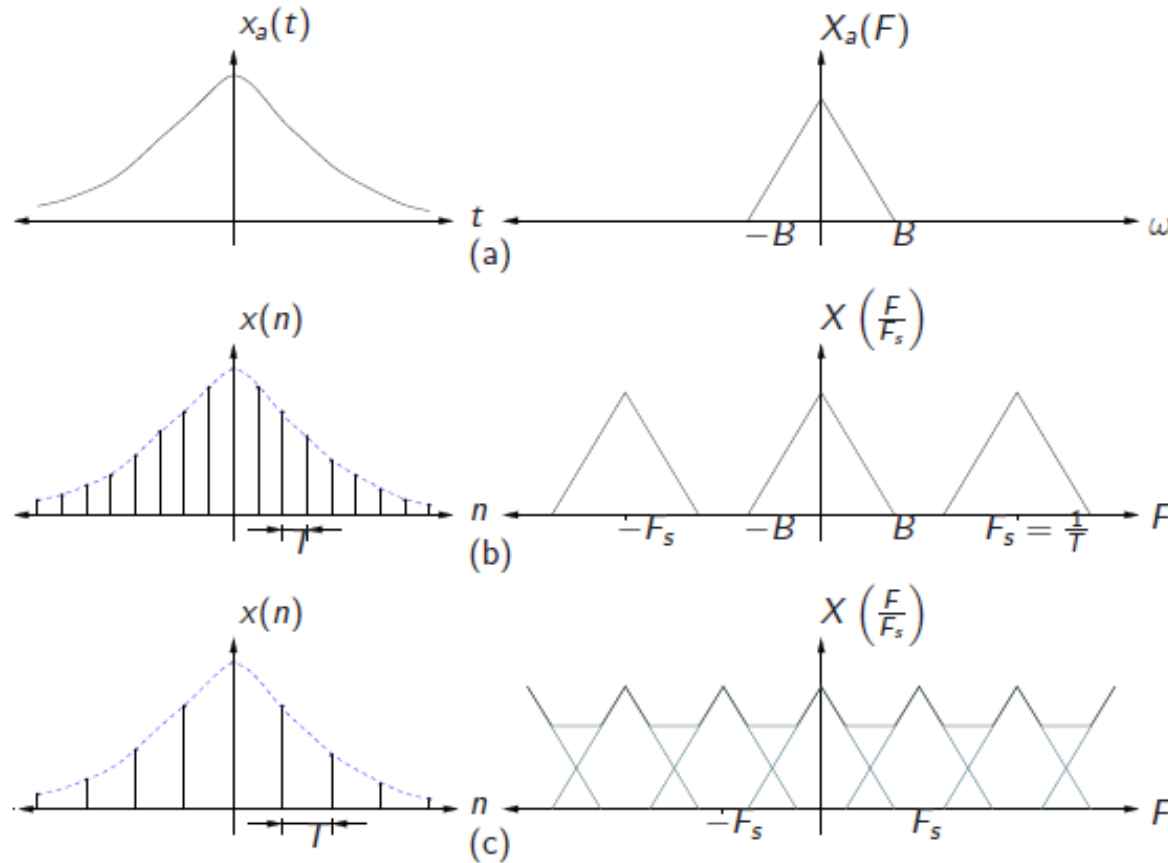 x_a(t)
X_a(F)
t
−B
B
ω
(a)
x(n)
X (F/F_s)
T
n
−F_s
−B
B
F_s = 1/T
F
(b)
x(n)
X (F/F_s)
T
n
−F_s
F_s
F
(c)